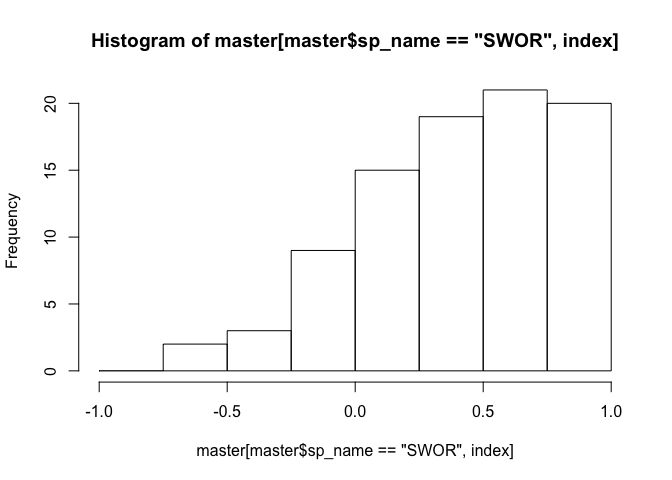 Histogram of master[master$sp_name == "SWOR", index]
Frequency
20
15
10
5
0
-1.0 -0.5 0.0 0.5 1.0
master[master$sp_name == "SWOR", index]